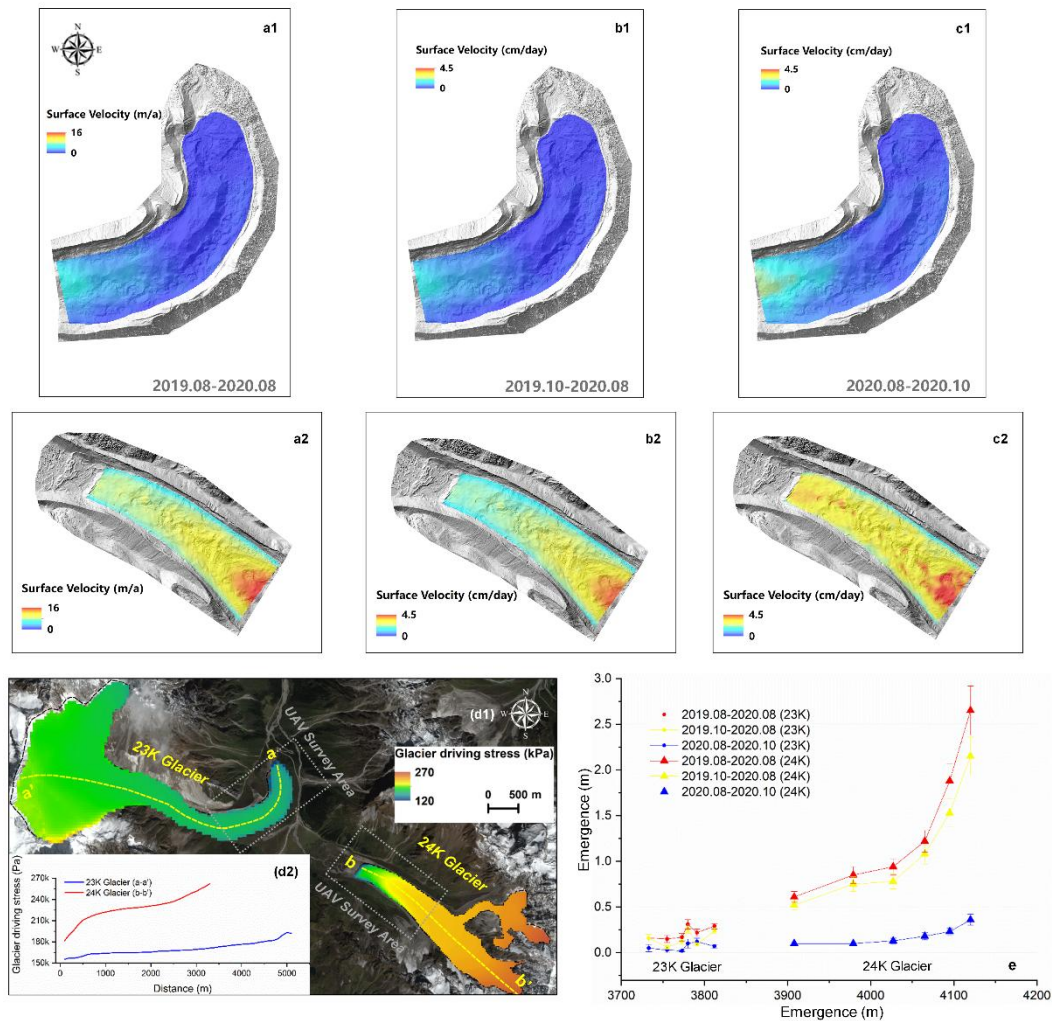 a1
N
W E
S
Surface Velocity (m/a)
16
0
2019.08-2020.08
b1
Surface Velocity (cm/day)
4.5
0
2019.10-2020.08
c1
Surface Velocity (cm/day)
4.5
0
2020.08-2020.10
a2
Surface Velocity (m/a)
16
0
b2
Surface Velocity (cm/day)
4.5
0
c2
Surface Velocity (cm/day)
4.5
0
(d1)
N
W E
S
UAV Survey Area
23K Glacier
a
a'
Glacier driving stress (kPa)
270
120
0 500 m
24K Glacier
b
b'
UAV Survey Area
(d2)
Glacier driving stress (Pa)
270k
240k
210k
180k
150k
23K Glacier (a-a')
24K Glacier (b-b')
0 1000 2000 3000 4000 5000
Distance (m)
Emergence (m)
3.0
2.5
2.0
1.5
1.0
0.5
0.0
2019.08-2020.08 (23K)
2019.10-2020.08 (23K)
2020.08-2020.10 (23K)
2019.08-2020.08 (24K)
2019.10-2020.08 (24K)
2020.08-2020.10 (24K)
23K Glacier
24K Glacier
e
3700 3800 3900 4000 4100 4200
Emergence (m)